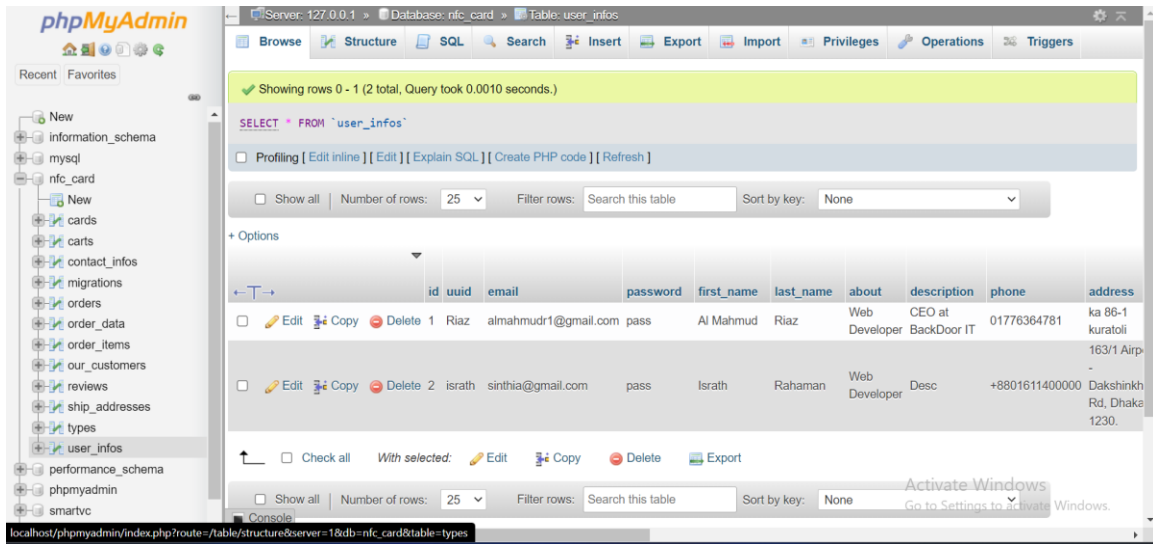 phpMyAdmin
Recent Favorites
New
information_schema
mysql
nfc_card
New
cards
carts
contact_infos
migrations
orders
order_data
order_items
our_customers
reviews
ship_addresses
types
user_infos
performance_schema
phpmyadmin
smartvc
localhost/phpmyadmin/index.php?route=/table/structure&server=1&db=nfc_card&table=types
Server: 127.0.0.1 » Database: nfc_card » Table: user_infos
Browse Structure SQL Search Insert Export Import Privileges Operations Triggers
Showing rows 0 - 1 (2 total, Query took 0.0010 seconds.)
SELECT * FROM `user_infos`
Profiling [ Edit inline ] [ Edit ] [ Explain SQL ] [ Create PHP code ] [ Refresh ]
Show all | Number of rows: 25 Filter rows: Search this table Sort by key: None
+ Options
←T→ id uuid email password first_name last_name about description phone address
Edit Copy Delete 1 Riaz almahmudr1@gmail.com pass Al Mahmud Riaz Web Developer CEO at BackDoor IT 01776364781 ka 86-1 kuratoli
Edit Copy Delete 2 israth sinthia@gmail.com pass Israth Rahaman Web Developer Desc +8801611400000 163/1 Airp - Dakshinkh Rd, Dhaka 1230.
Check all With selected: Edit Copy Delete Export
Show all | Number of rows: 25 Filter rows: Search this table Sort by key: None
Console
Activate Windows
Go to Settings to activate Windows.